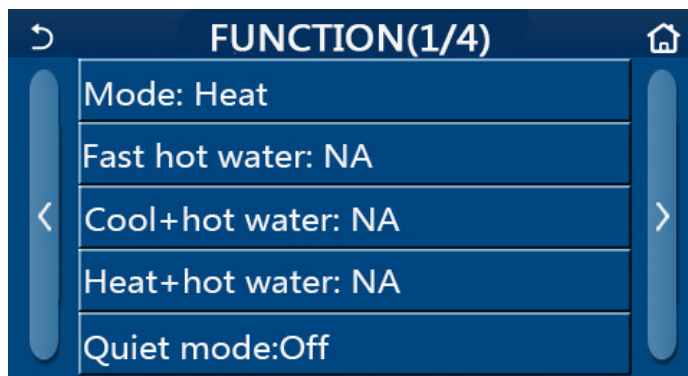 FUNCTION(1/4)
Mode: Heat
Fast hot water: NA
Cool+hot water: NA
Heat+hot water: NA
Quiet mode:Off